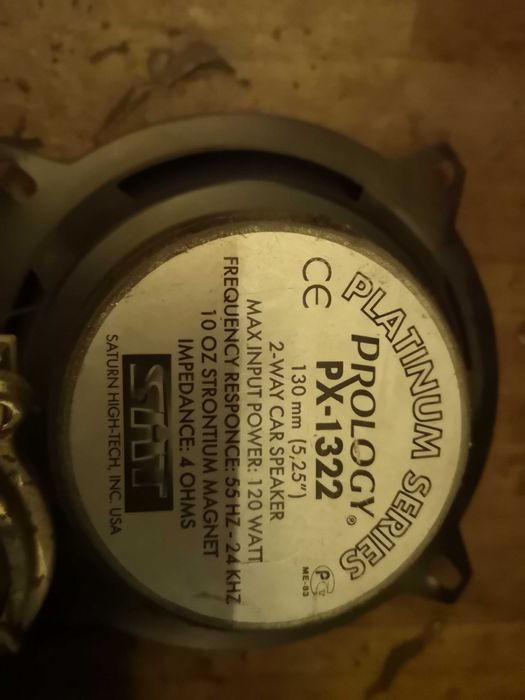 PLATINUM SERIES
CE
PROLOGY®
PX-1322
130 mm (5,25")
2-WAY CAR SPEAKER
MAX INPUT POWER: 120 WATT
FREQUENCY RESPONCE: 55 HZ - 24 KHZ
10 OZ STRONTIUM MAGNET
IMPEDANCE: 4 OHMS
SHT
SATURN HIGH-TECH, INC. USA
ME-83